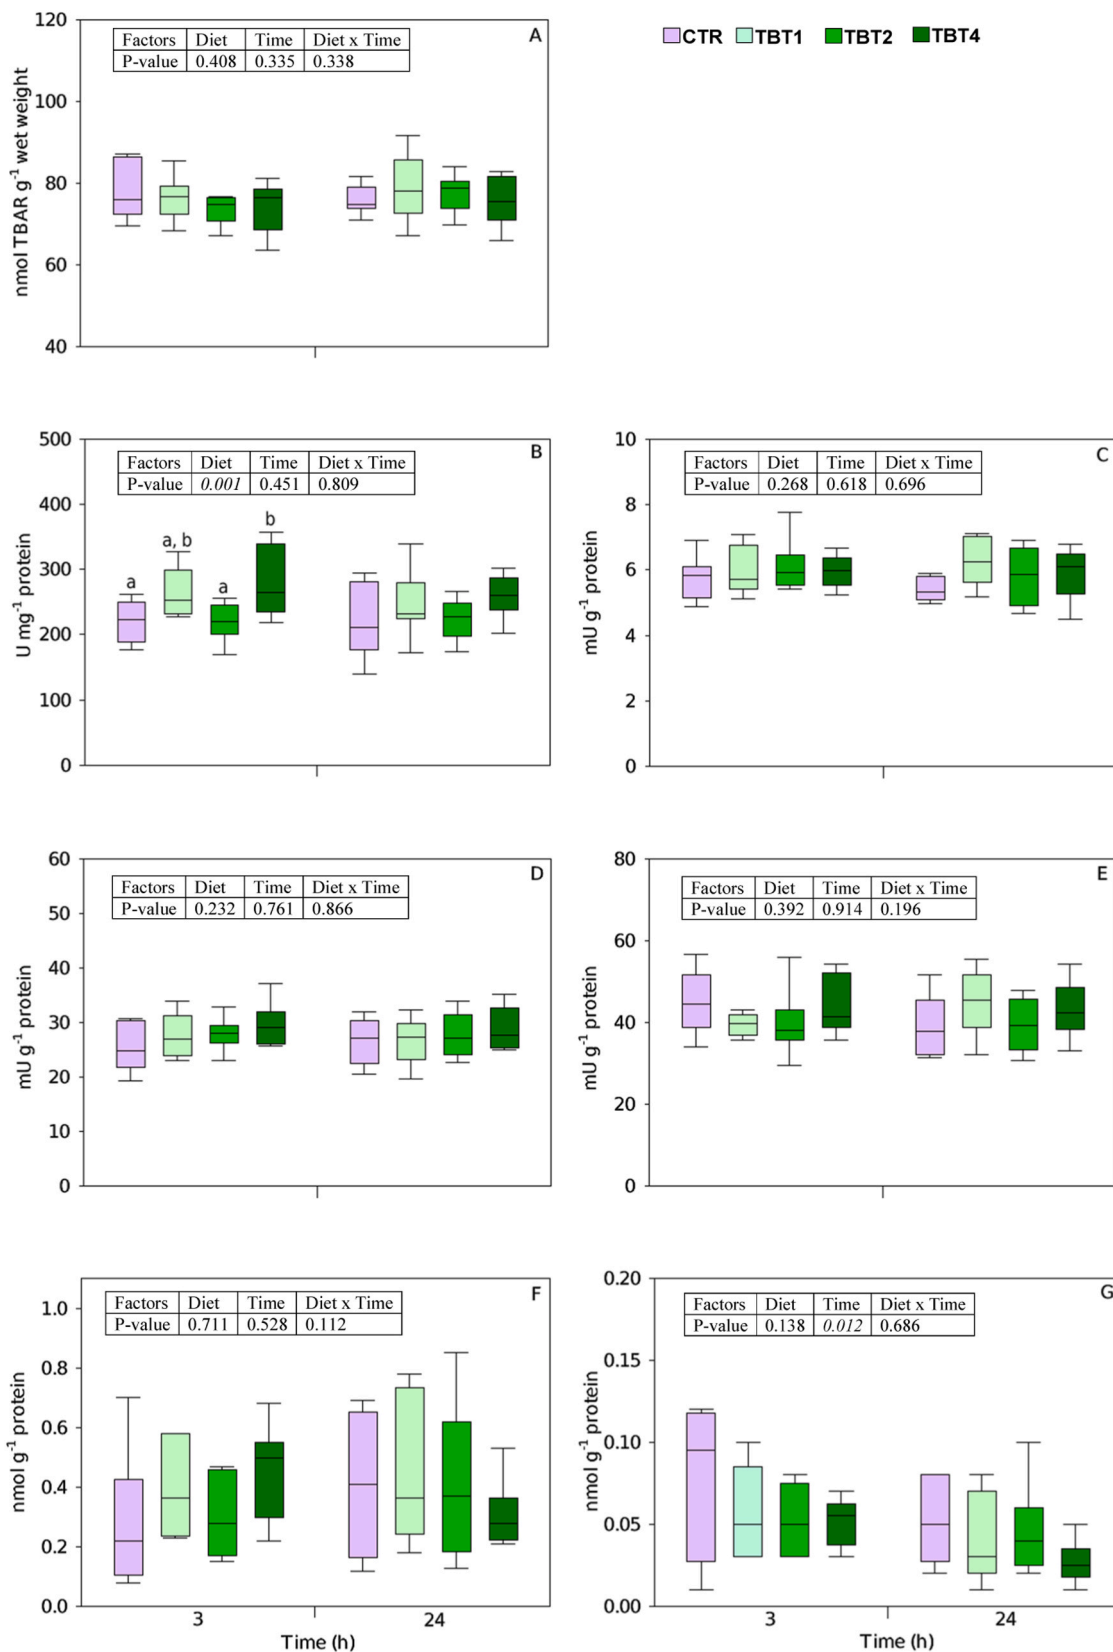 A
CTR TBT1 TBT2 TBT4
Factors Diet Time Diet x Time
P-value 0.408 0.335 0.338
120
100
80
60
40
nmol TBAR g-1 wet weight
B
Factors Diet Time Diet x Time
P-value 0.001 0.451 0.809
500
400
300
200
100
0
U mg-1 protein
a a, b a b
C
Factors Diet Time Diet x Time
P-value 0.268 0.618 0.696
10
8
6
4
2
0
mU g-1 protein
D
Factors Diet Time Diet x Time
P-value 0.232 0.761 0.866
60
50
40
30
20
10
0
mU g-1 protein
E
Factors Diet Time Diet x Time
P-value 0.392 0.914 0.196
80
60
40
20
0
mU g-1 protein
F
Factors Diet Time Diet x Time
P-value 0.711 0.528 0.112
1.0
0.8
0.6
0.4
0.2
0.0
nmol g-1 protein
3 24
Time (h)
G
Factors Diet Time Diet x Time
P-value 0.138 0.012 0.686
0.20
0.15
0.10
0.05
0.00
nmol g-1 protein
3 24
Time (h)